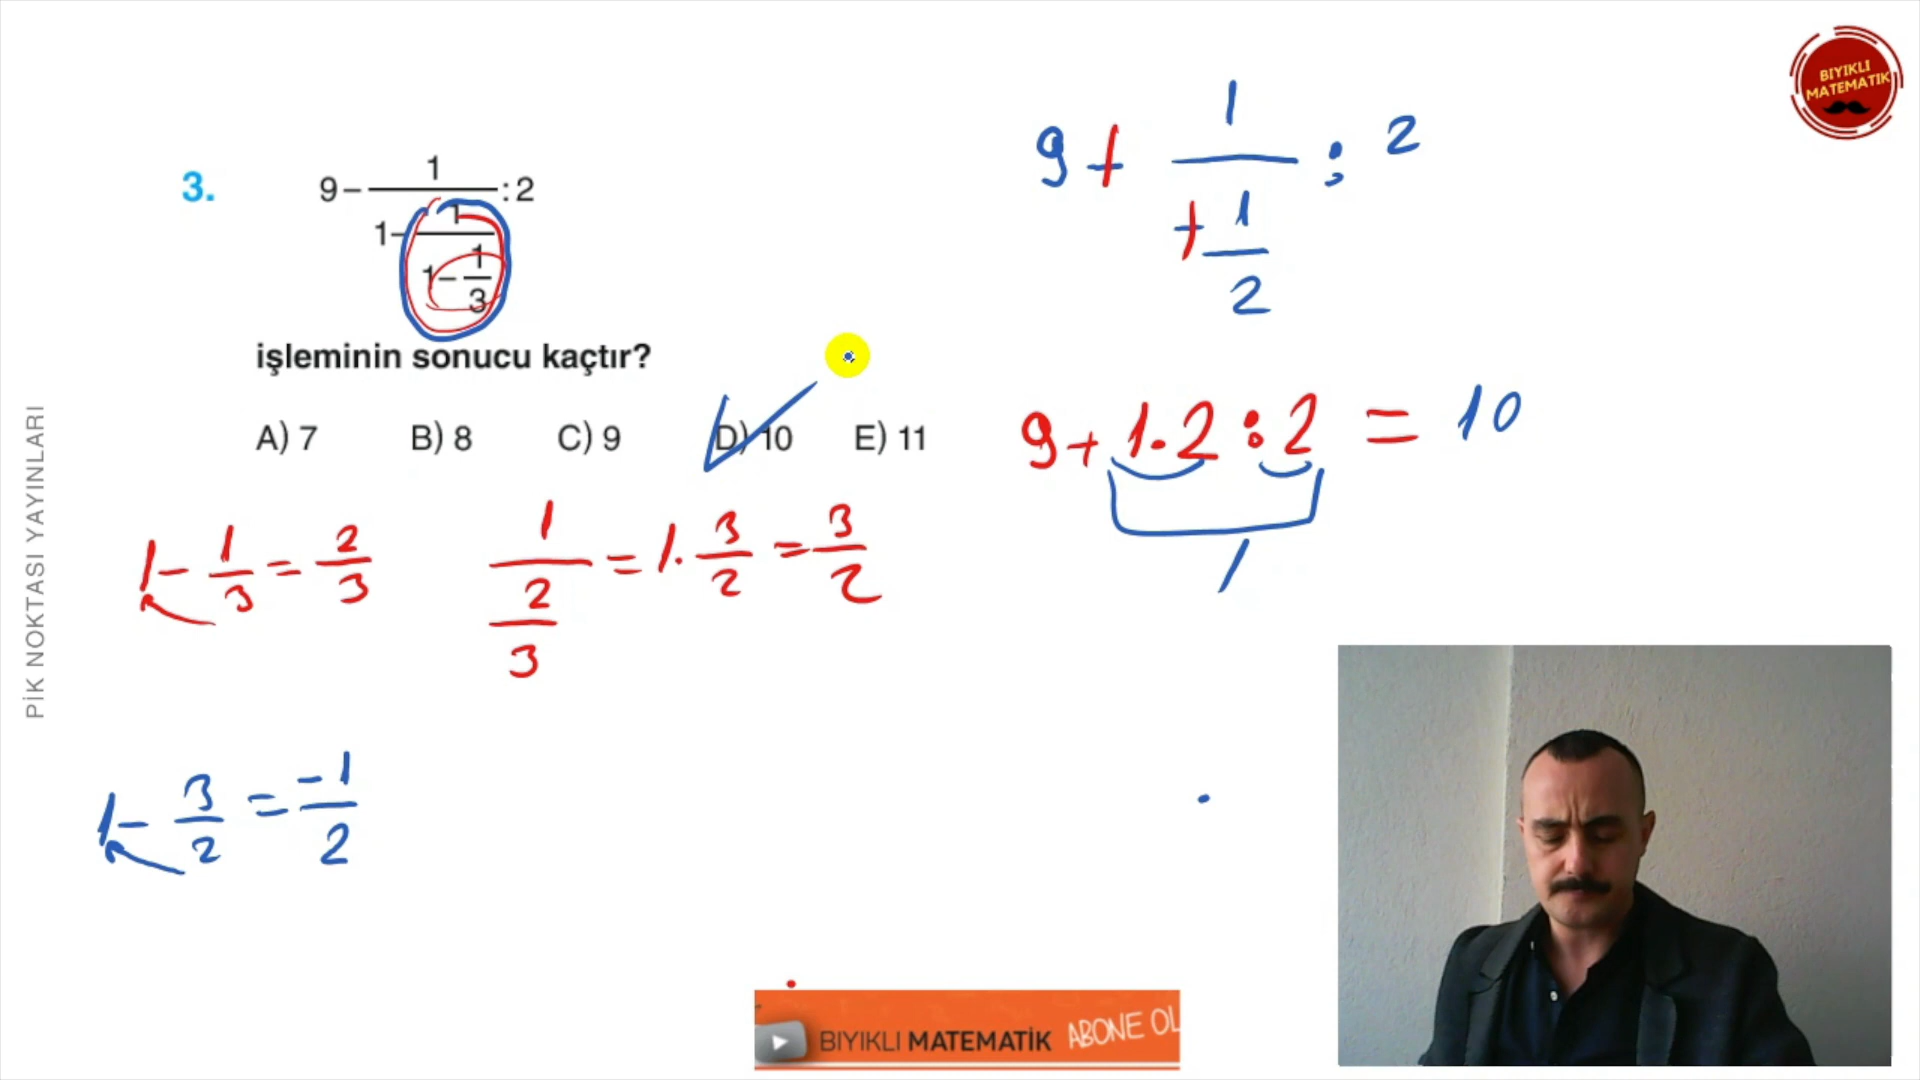 BIYIKLI
MATEMATİK
3.
9 - 1 : 2
1 - 1
1 - 1
3
işleminin sonucu kaçtır?
A) 7 B) 8 C) 9 D) 10 E) 11
1 - 1/3 = 2/3
1/(2/3) = 1 . 3/2 = 3/2
1 - 3/2 = -1/2
9 + 1 : 2
+ 1
2
9 + 1 . 2 : 2 = 10
1
PİK NOKTASI YAYINLARI
BIYIKLI MATEMATİK ABONE OL